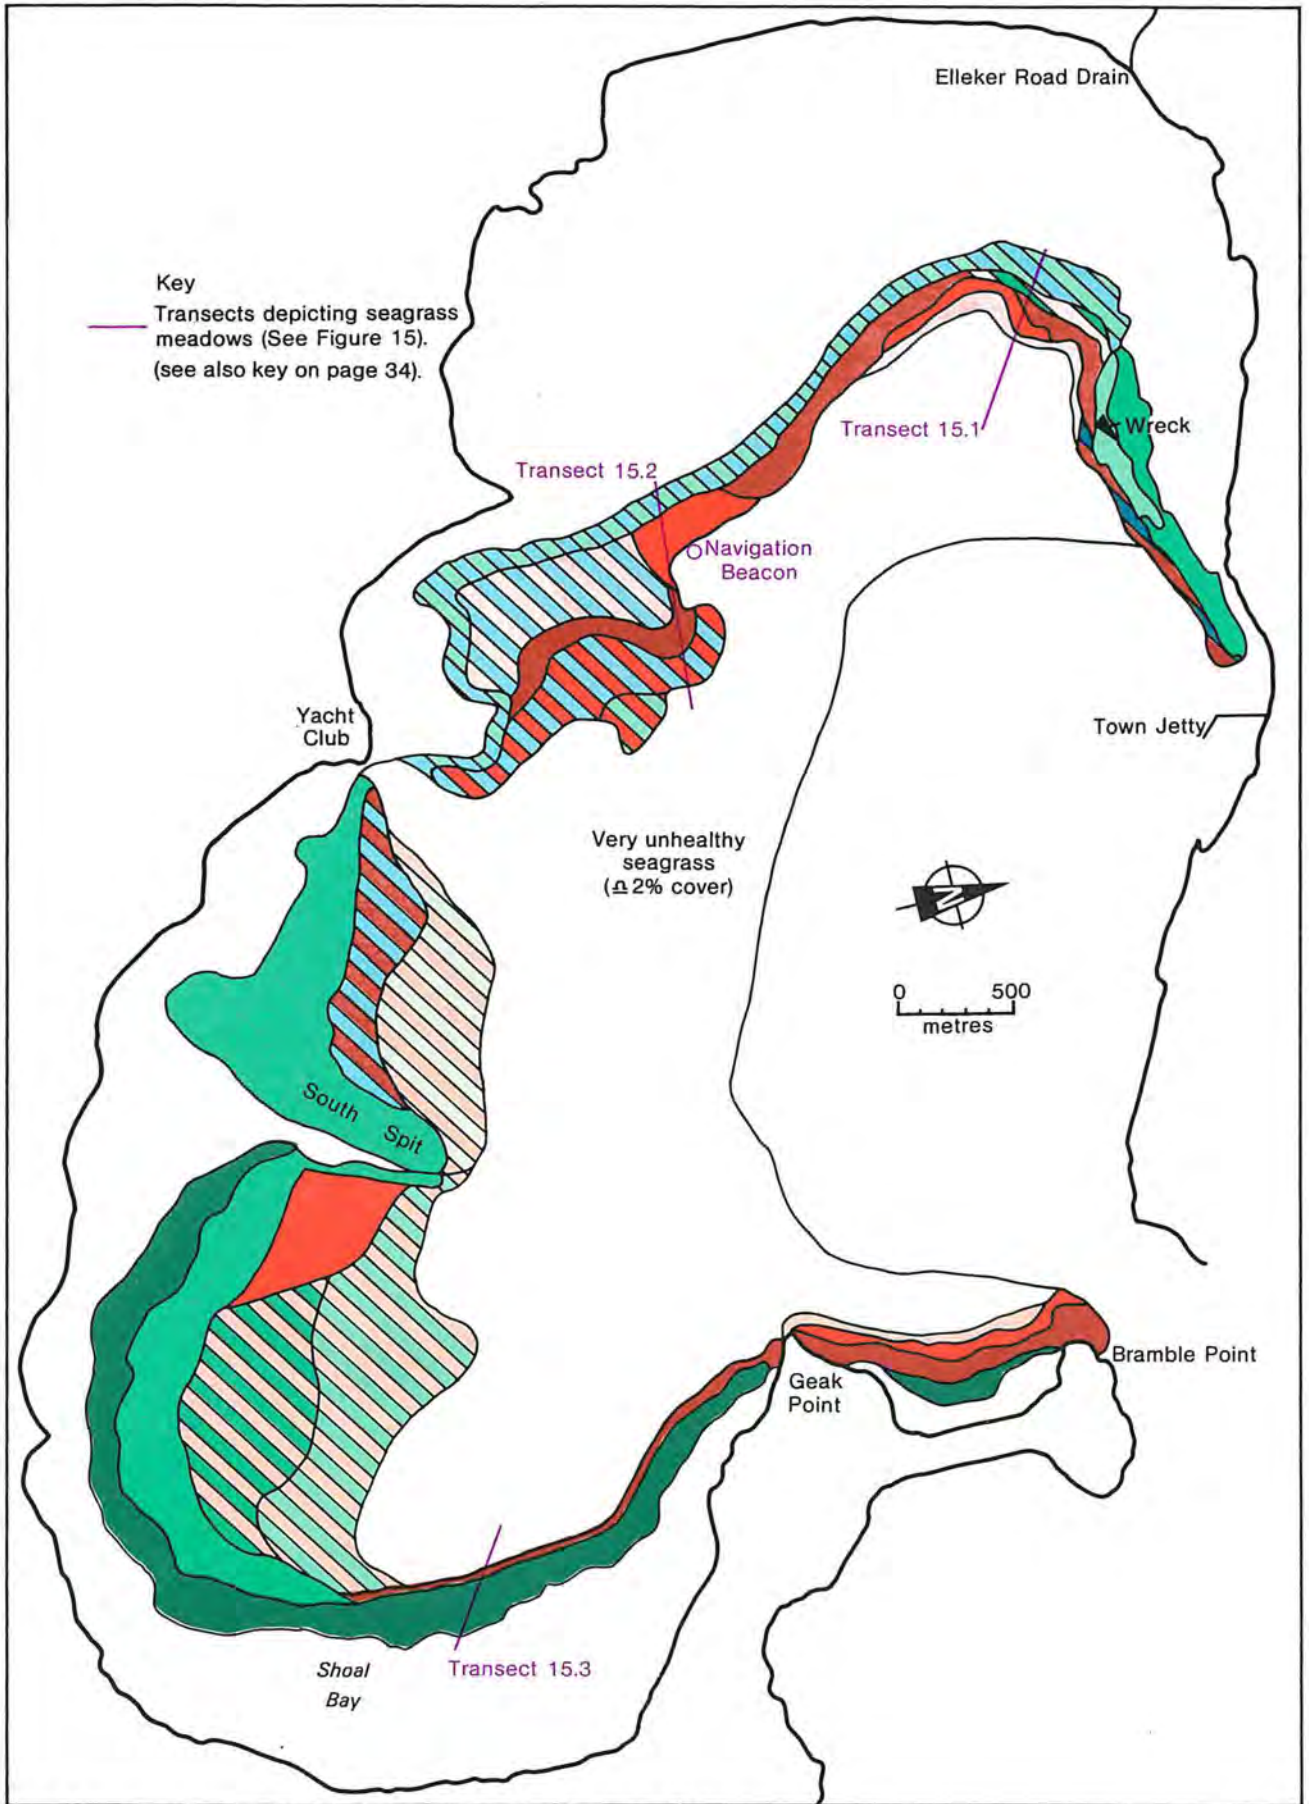 Elleker Road Drain
Key
Transects depicting seagrass
meadows (See Figure 15).
(see also key on page 34).
Transect 15.1
Wreck
Transect 15.2
Navigation
Beacon
Yacht
Club
Town Jetty
Very unhealthy
seagrass
(≏2% cover)
N
0 500
metres
South Spit
Bramble Point
Geak
Point
Shoal
Bay
Transect 15.3